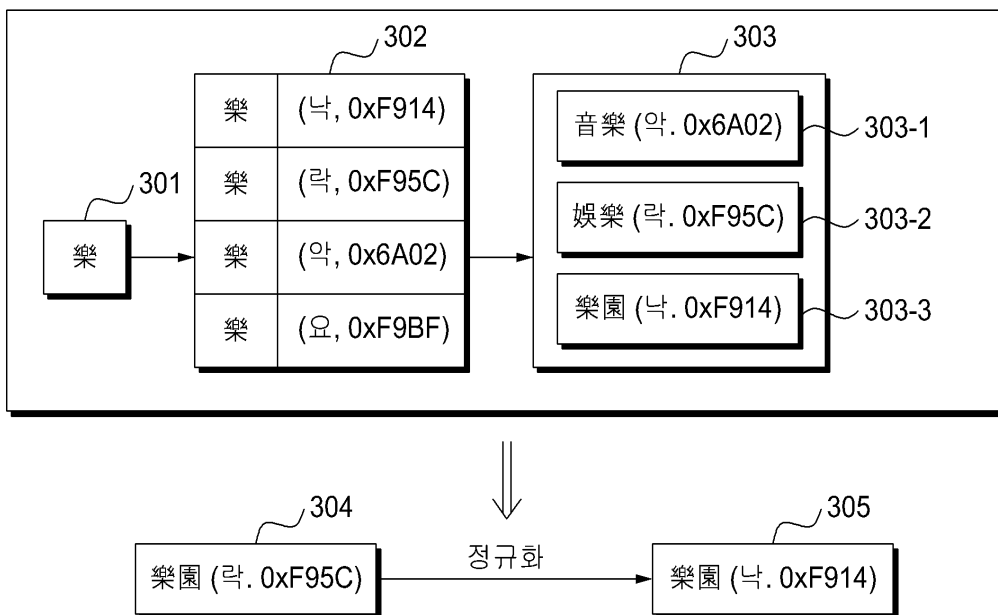 302
303
301
樂
樂 (낙, 0xF914)
樂 (락, 0xF95C)
樂 (악, 0x6A02)
樂 (요, 0xF9BF)
音樂 (악. 0x6A02)
303-1
娛樂 (락. 0xF95C)
303-2
樂園 (낙. 0xF914)
303-3
304
305
樂園 (락. 0xF95C)
정규화
樂園 (낙. 0xF914)